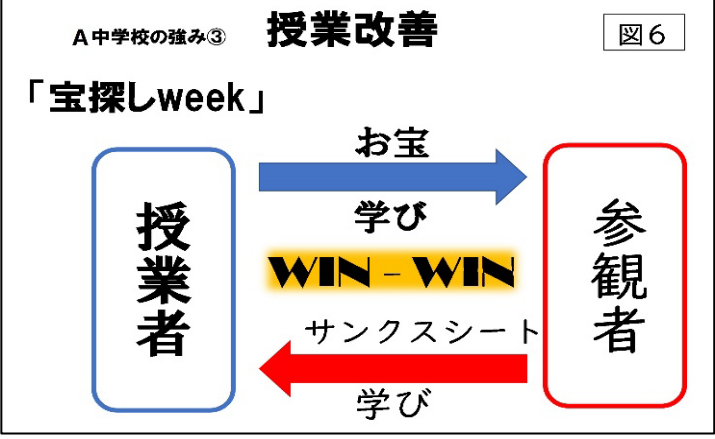 A中学校の強み③ 授業改善 図6
「宝探しweek」
お宝
学び
授業者
WIN－WIN
参観者
サンクスシート
学び